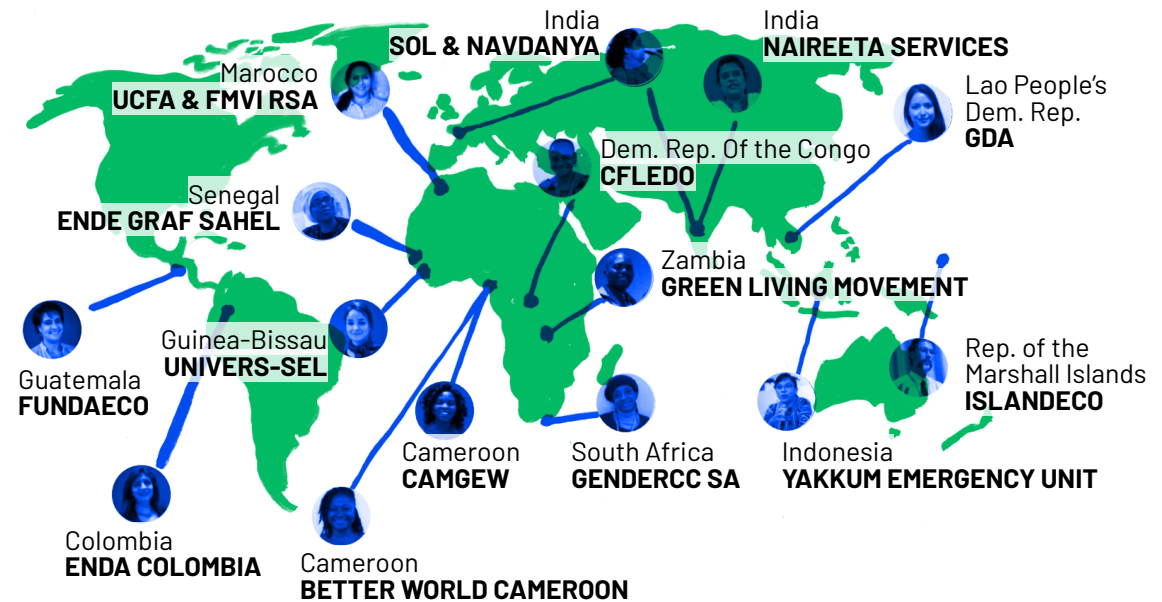 India
SOL & NAVDANYA
India
NAIREETA SERVICES
Marocco
UCFA & FMVI RSA
Lao People's
Dem. Rep.
GDA
Dem. Rep. Of the Congo
CFLEDO
Senegal
ENDE GRAF SAHEL
Zambia
GREEN LIVING MOVEMENT
Guinea-Bissau
UNIVERS-SEL
Rep. of the
Marshall Islands
ISLANDECO
Guatemala
FUNDAECO
Cameroon
CAMGEW
South Africa
GENDERCC SA
Indonesia
YAKKUM EMERGENCY UNIT
Colombia
ENDA COLOMBIA
Cameroon
BETTER WORLD CAMEROON